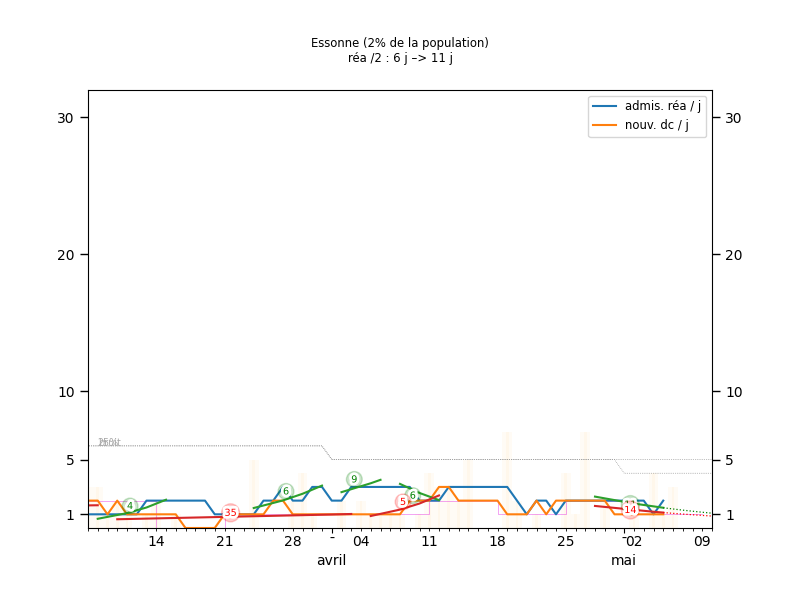 Essonne (2% de la population)
réa /2 : 6 j –> 11 j
admis. réa / j
nouv. dc / j
30 30
20 20
10 10
5 5
1 1
4 35 6 9 5 6 14
14 21 28 04 11 18 25 02 09
avril mai